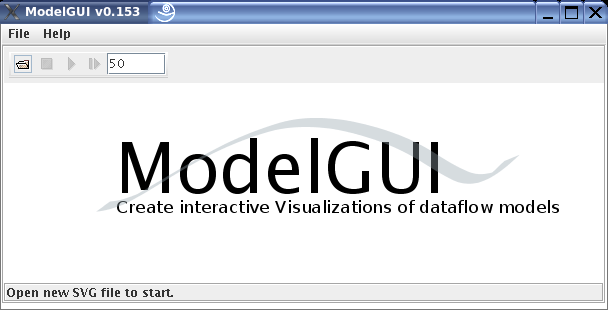 ModelGUI v0.153
File Help
50
ModelGUI
Create interactive Visualizations of dataflow models
Open new SVG file to start.